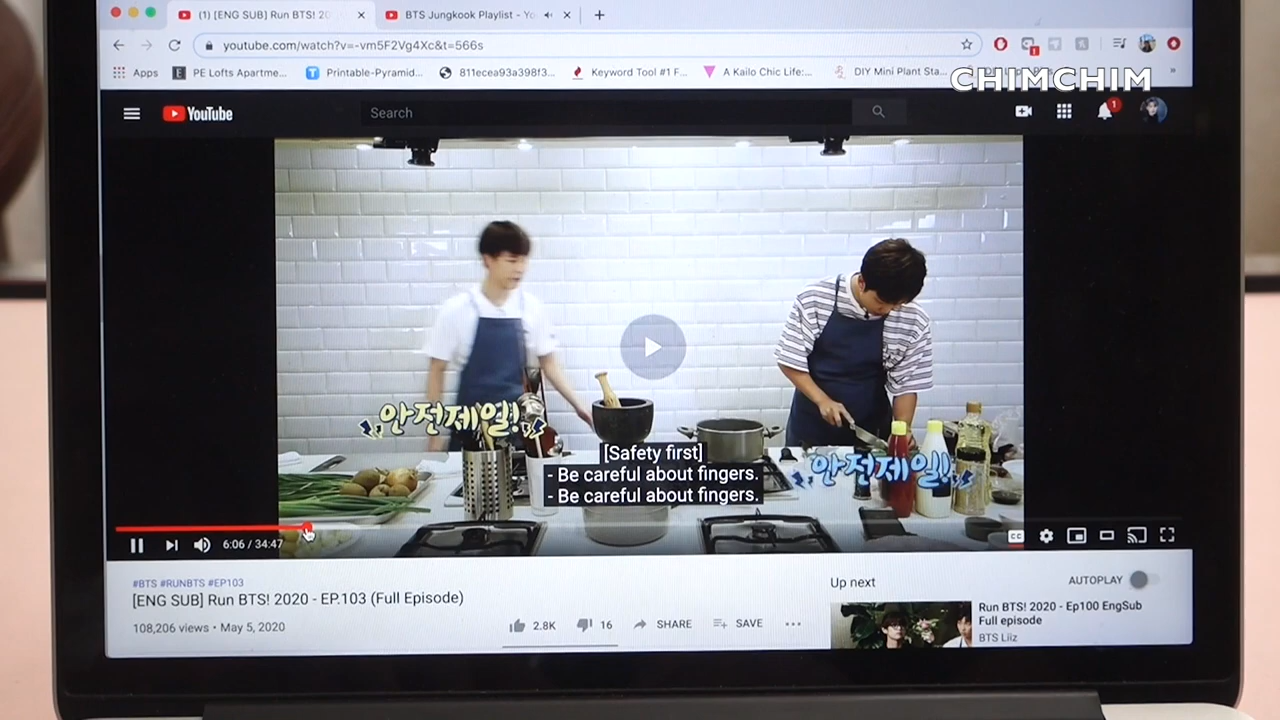 (1) [ENG SUB] Run BTS! 20
BTS Jungkook Playlist - Yo
youtube.com/watch?v=-vm5F2Vg4Xc&t=566s
Apps
PE Lofts Apartme...
Printable-Pyramid...
811ecea93a398f3...
Keyword Tool #1 F...
A Kailo Chic Life:...
DIY Mini Plant Sta...
CHIMCHIM
YouTube
Search
1
안전제일!
안전제일!
[Safety first]
- Be careful about fingers.
- Be careful about fingers.
6:06 / 34:47
CC
#BTS #RUNBTS #EP103
[ENG SUB] Run BTS! 2020 - EP.103 (Full Episode)
108,206 views • May 5, 2020
2.8K
16
SHARE
SAVE
Up next
AUTOPLAY
Run BTS! 2020 - Ep100 EngSub
Full episode
BTS Liiz